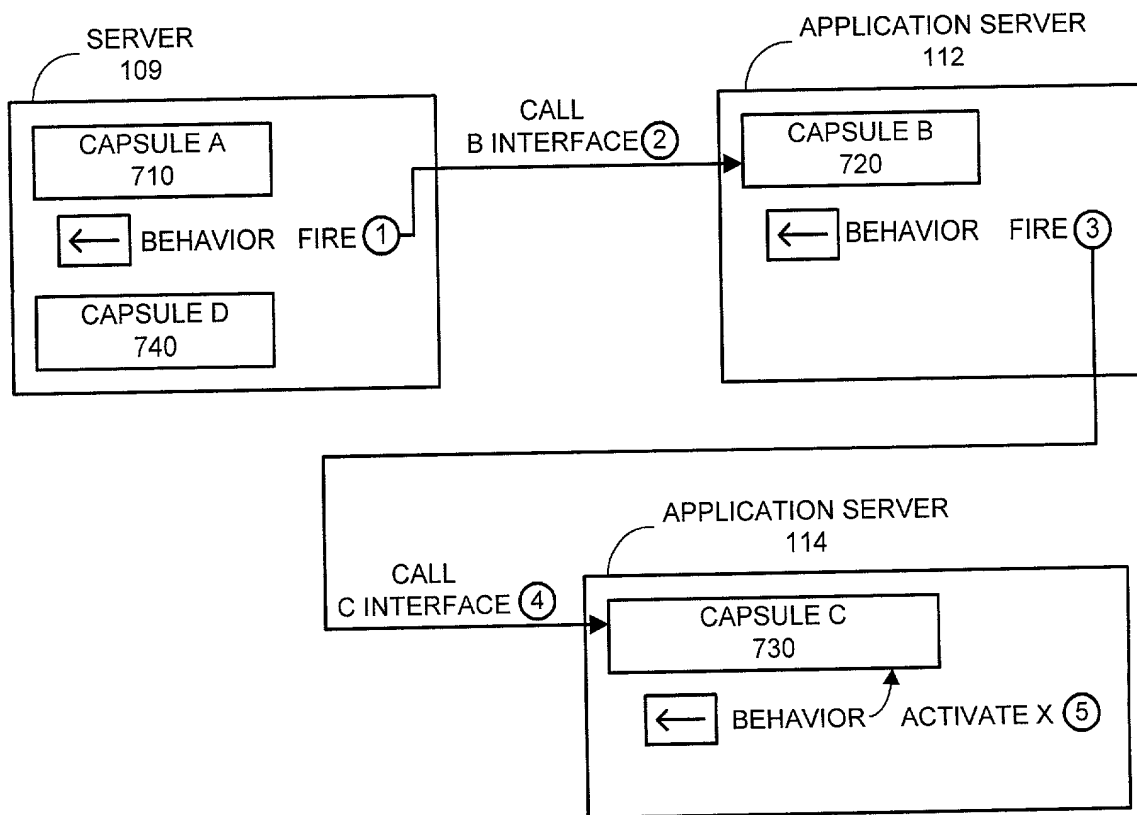 SERVER
109
CAPSULE A
710
BEHAVIOR FIRE 1
CAPSULE D
740
CALL
B INTERFACE 2
APPLICATION SERVER
112
CAPSULE B
720
BEHAVIOR FIRE 3
CALL
C INTERFACE 4
APPLICATION SERVER
114
CAPSULE C
730
BEHAVIOR ACTIVATE X 5